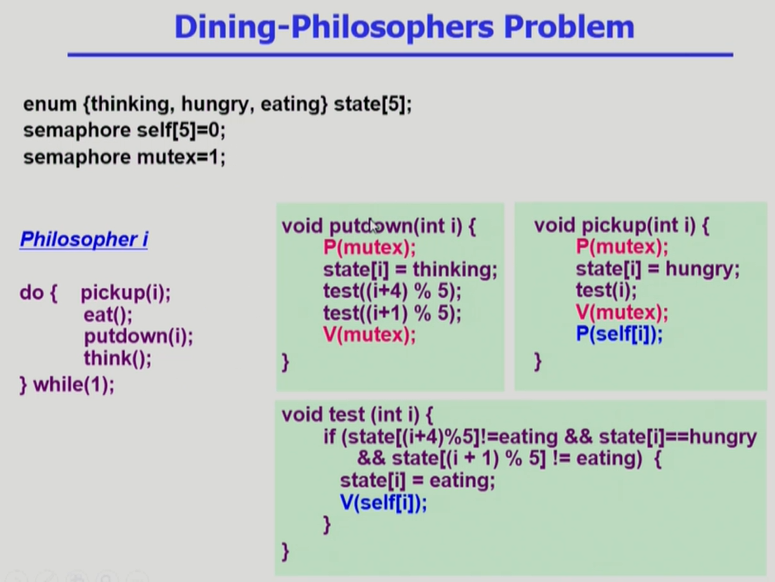 Dining-Philosophers Problem
enum {thinking, hungry, eating} state[5];
semaphore self[5]=0;
semaphore mutex=1;
Philosopher i
do { pickup(i);
eat();
putdown(i);
think();
} while(1);
void putdown(int i) {
P(mutex);
state[i] = thinking;
test((i+4) % 5);
test((i+1) % 5);
V(mutex);
}
void pickup(int i) {
P(mutex);
state[i] = hungry;
test(i);
V(mutex);
P(self[i]);
}
void test (int i) {
if (state[(i+4)%5]!=eating && state[i]==hungry
&& state[(i + 1) % 5] != eating) {
state[i] = eating;
V(self[i]);
}
}